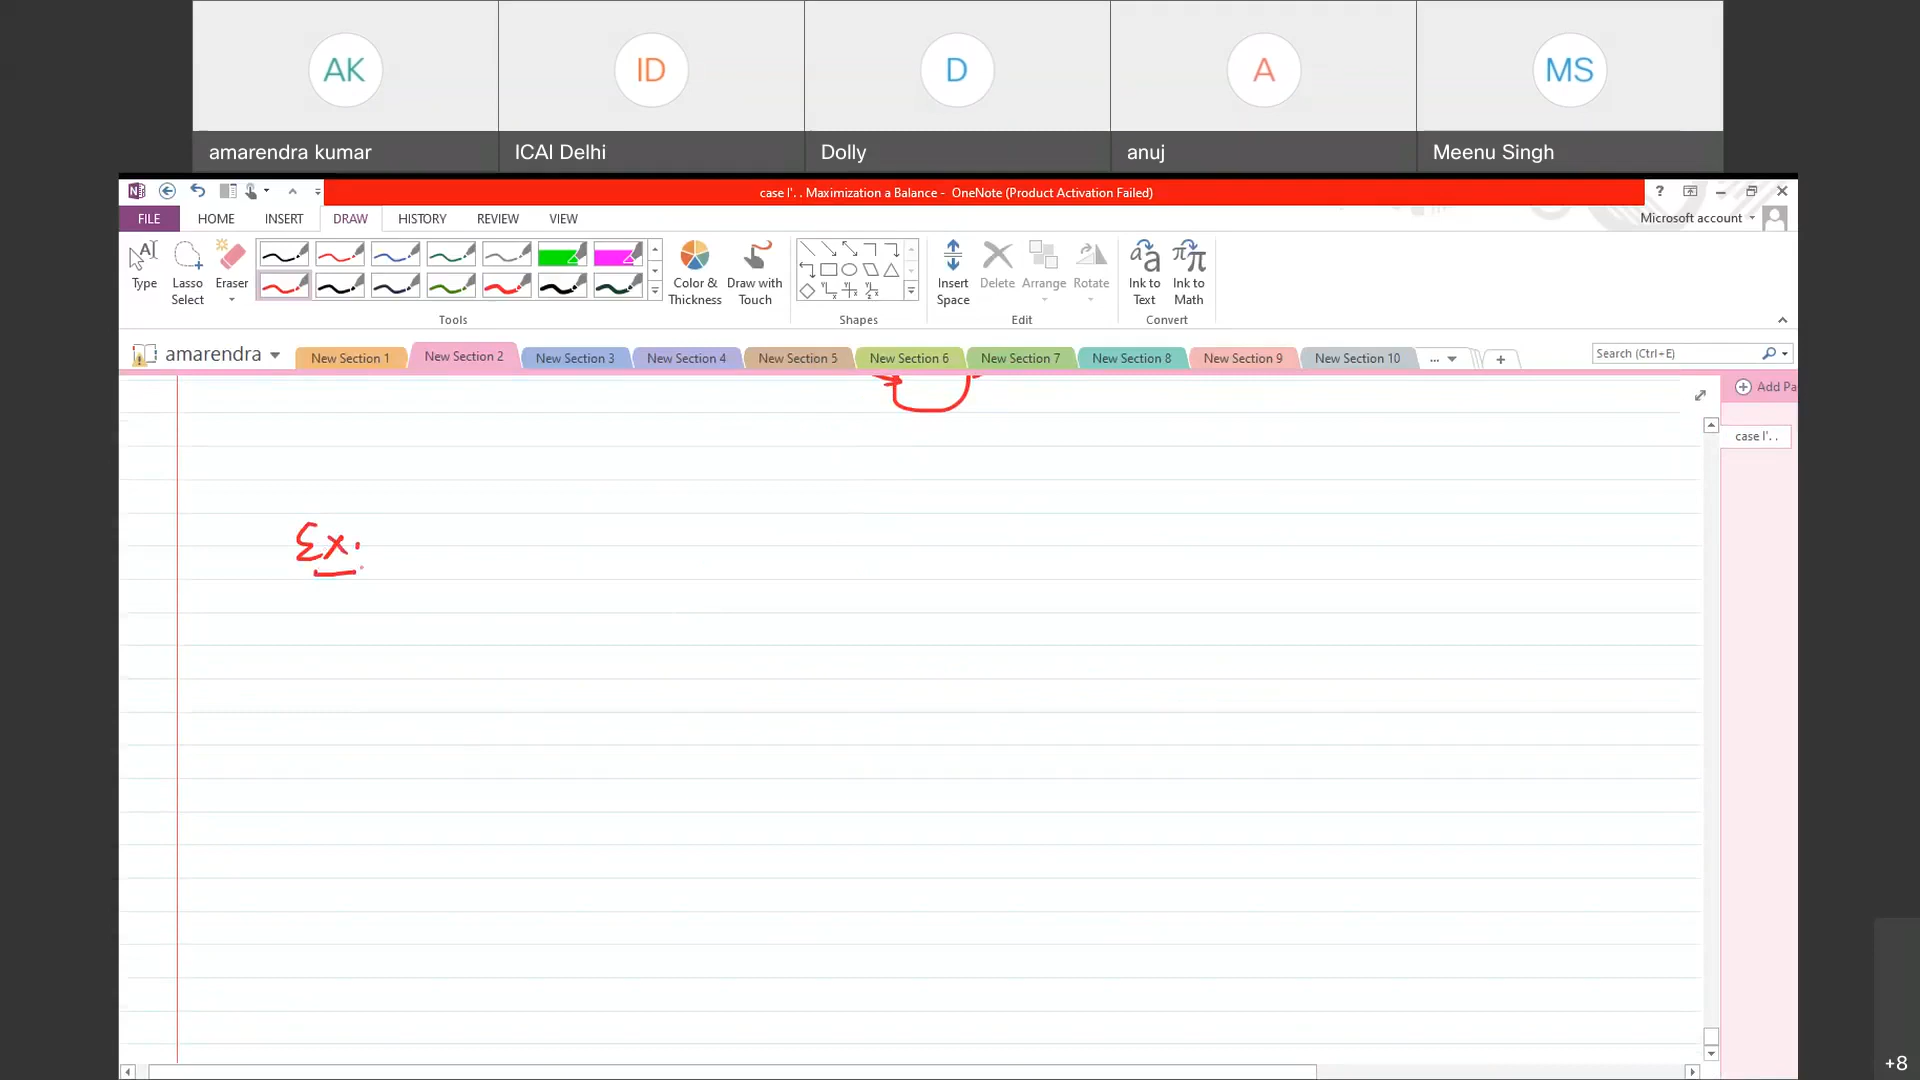 AK ID D A MS
amarendra kumar ICAI Delhi Dolly anuj Meenu Singh
case I'. . Maximization a Balance - OneNote (Product Activation Failed) ?
FILE HOME INSERT DRAW HISTORY REVIEW VIEW Microsoft account
Type Lasso Select Eraser Color & Thickness Draw with Touch Insert Space Delete Arrange Rotate Ink to Text Ink to Math
Tools Shapes Edit Convert
amarendra New Section 1 New Section 2 New Section 3 New Section 4 New Section 5 New Section 6 New Section 7 New Section 8 New Section 9 New Section 10 ... + Search (Ctrl+E)
Add Pa
case I'. .
Ex.
+8